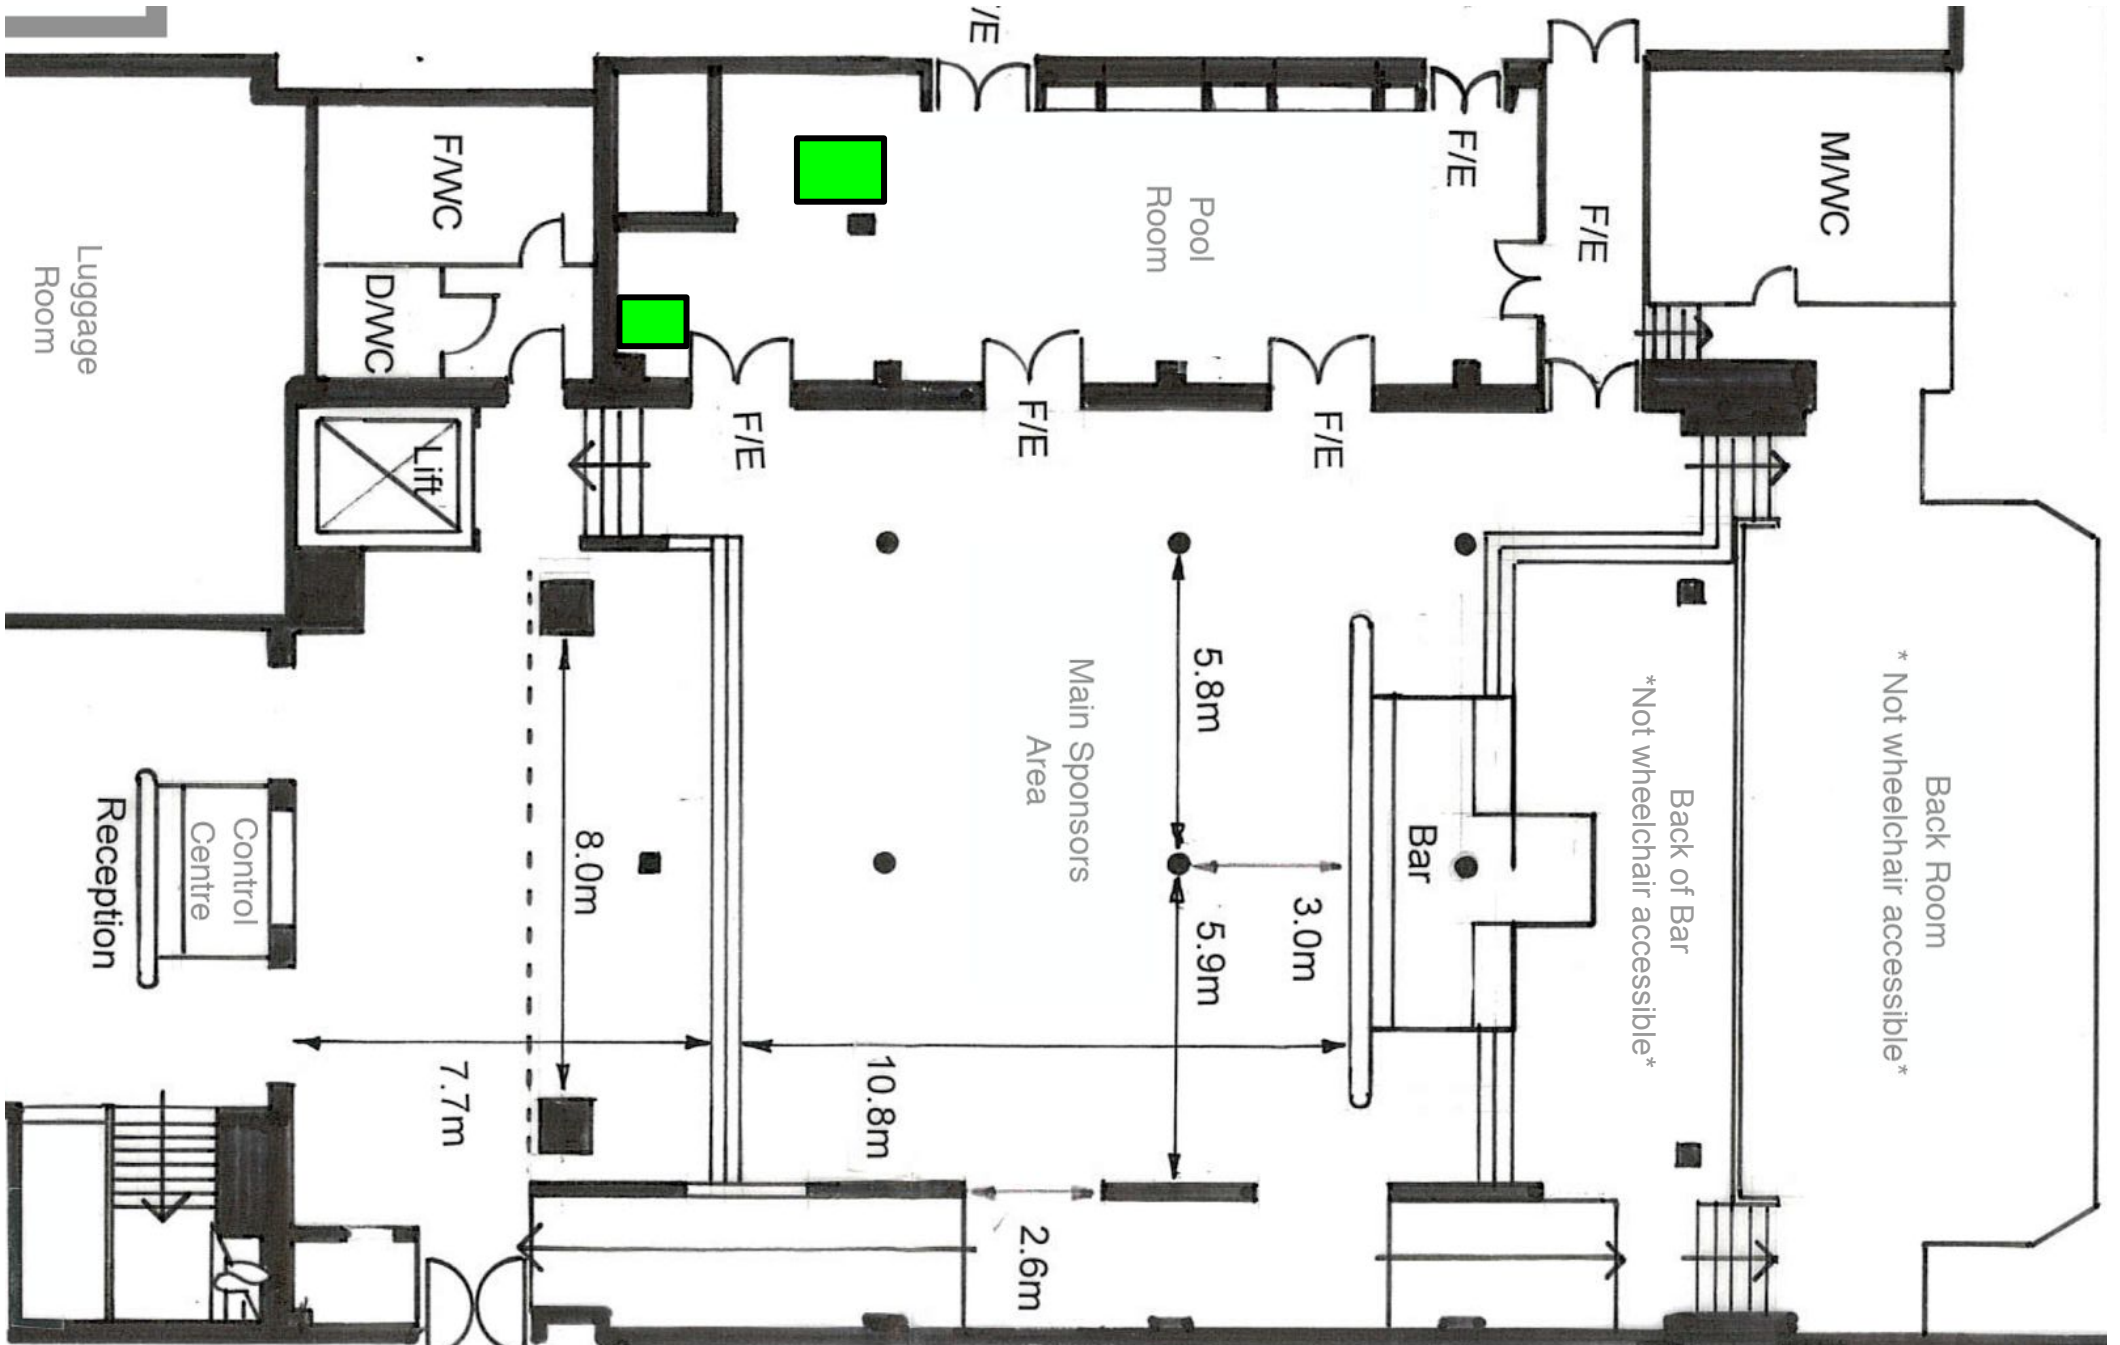 F/E
F/WC
D/WC
Luggage
Room
Pool
Room
F/E
F/E
M/WC
F/E
F/E
F/E
Lift
5.8m
Main Sponsors
Area
Bar
*Not wheelchair accessible*
Back of Bar
* Not wheelchair accessible*
Back Room
8.0m
Control
Centre
Reception
3.0m
5.9m
7.7m
10.8m
2.6m